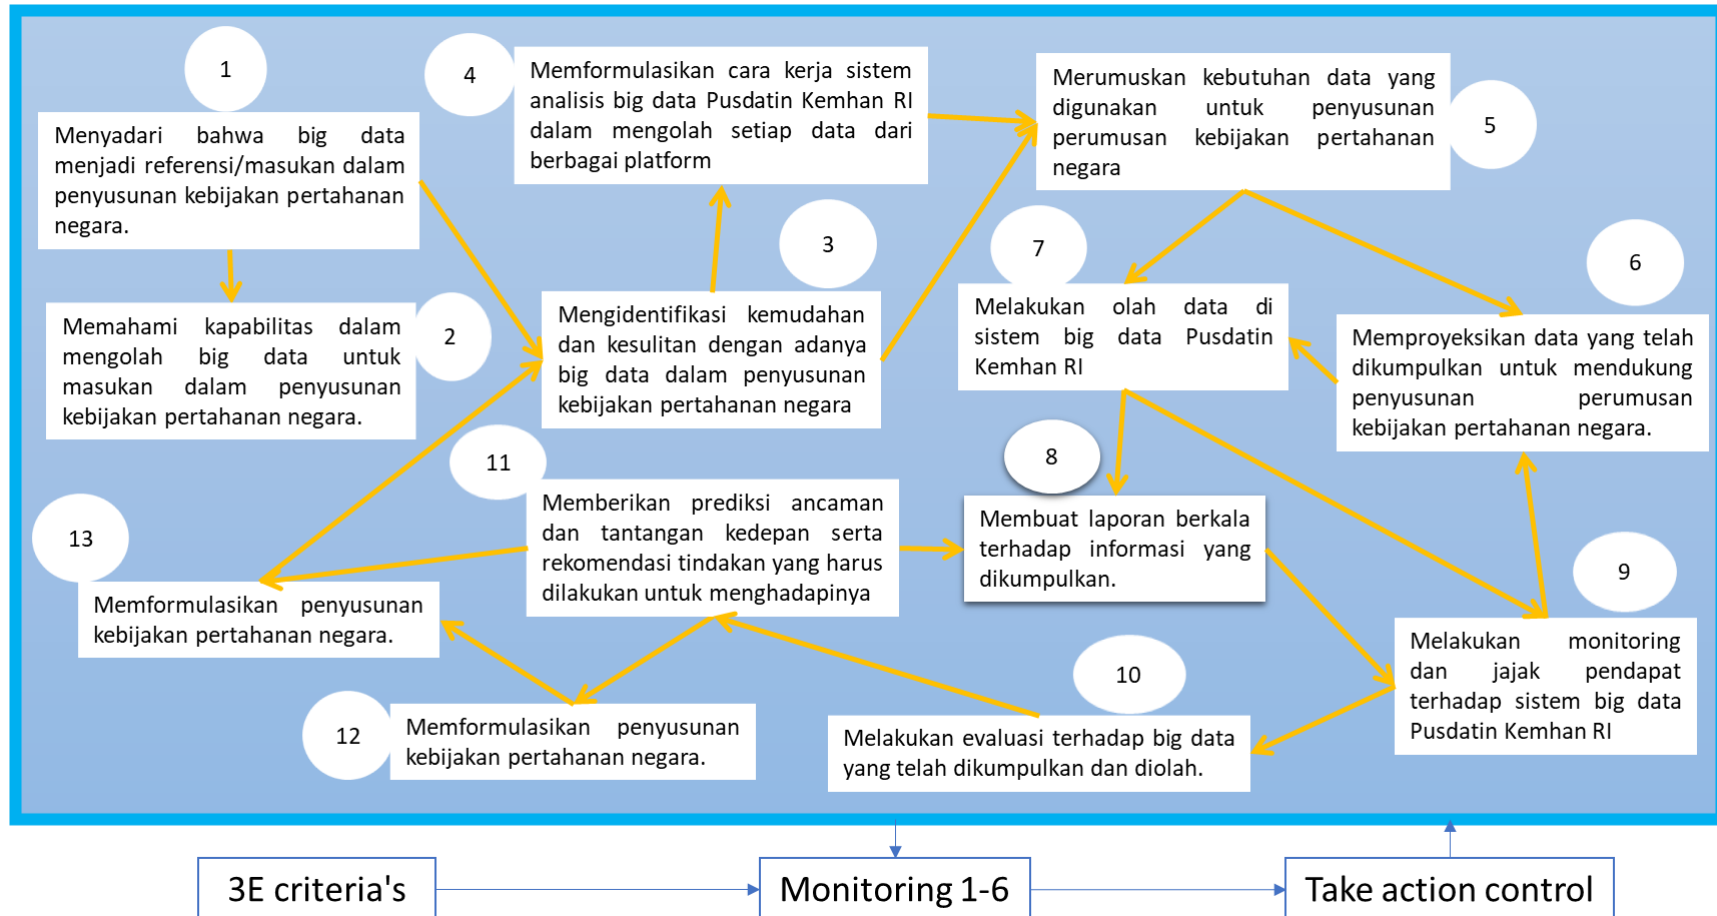 1
Menyadari bahwa big data
menjadi referensi/masukan dalam
penyusunan kebijakan pertahanan
negara.
2
Memahami kapabilitas dalam
mengolah big data untuk
masukan dalam penyusunan
kebijakan pertahanan negara.
3
Mengidentifikasi kemudahan
dan kesulitan dengan adanya
big data dalam penyusunan
kebijakan pertahanan negara
4
Memformulasikan cara kerja sistem
analisis big data Pusdatin Kemhan RI
dalam mengolah setiap data dari
berbagai platform
5
Merumuskan kebutuhan data yang
digunakan untuk penyusunan
perumusan kebijakan pertahanan
negara
6
Memproyeksikan data yang telah
dikumpulkan untuk mendukung
penyusunan perumusan
kebijakan pertahanan negara.
7
Melakukan olah data di
sistem big data Pusdatin
Kemhan RI
8
Membuat laporan berkala
terhadap informasi yang
dikumpulkan.
9
Melakukan monitoring
dan jajak pendapat
terhadap sistem big data
Pusdatin Kemhan RI
10
Melakukan evaluasi terhadap big data
yang telah dikumpulkan dan diolah.
11
Memberikan prediksi ancaman
dan tantangan kedepan serta
rekomendasi tindakan yang harus
dilakukan untuk menghadapinya
12
Memformulasikan penyusunan
kebijakan pertahanan negara.
13
Memformulasikan penyusunan
kebijakan pertahanan negara.
3E criteria's
Monitoring 1-6
Take action control